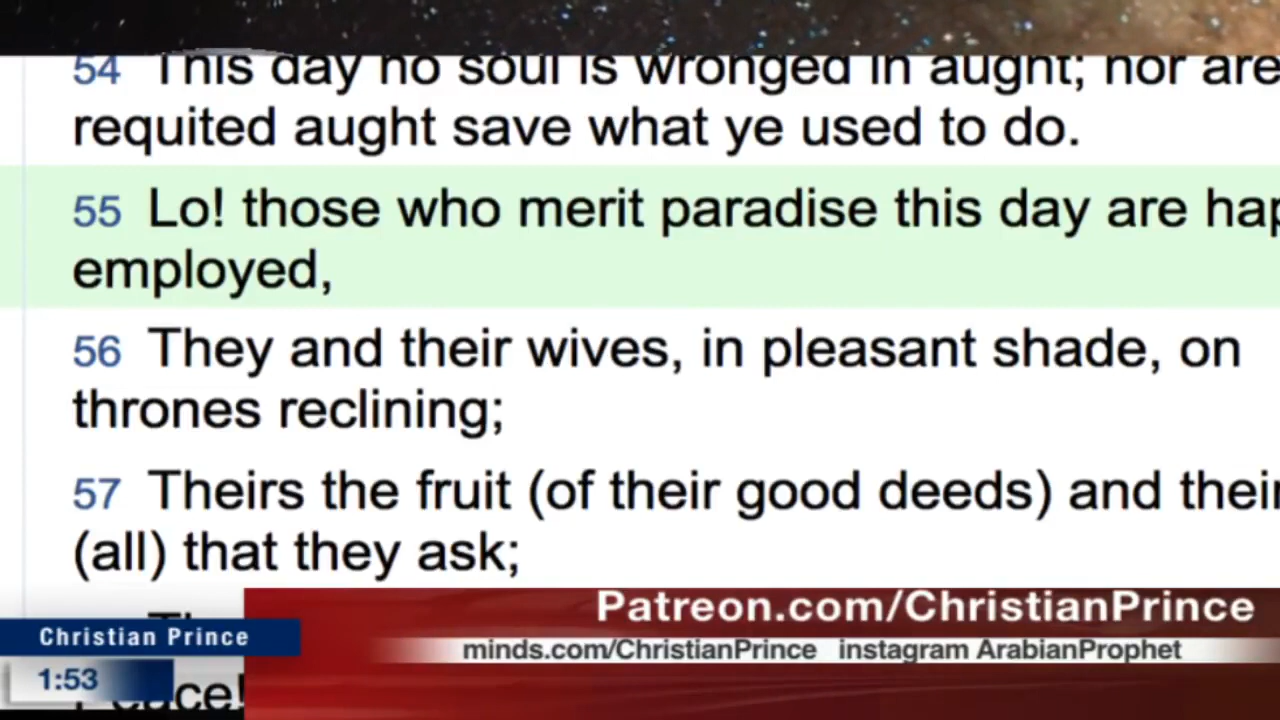 54 This day no soul is wronged in aught; nor are
requited aught save what ye used to do.
55 Lo! those who merit paradise this day are
employed,
56 They and their wives, in pleasant shade, on
thrones reclining;
57 Theirs the fruit (of their good deeds) and
(all) that they ask;
Patreon.com/ChristianPrince
Christian Prince
minds.com/ChristianPrince instagram ArabianProphet
1:53